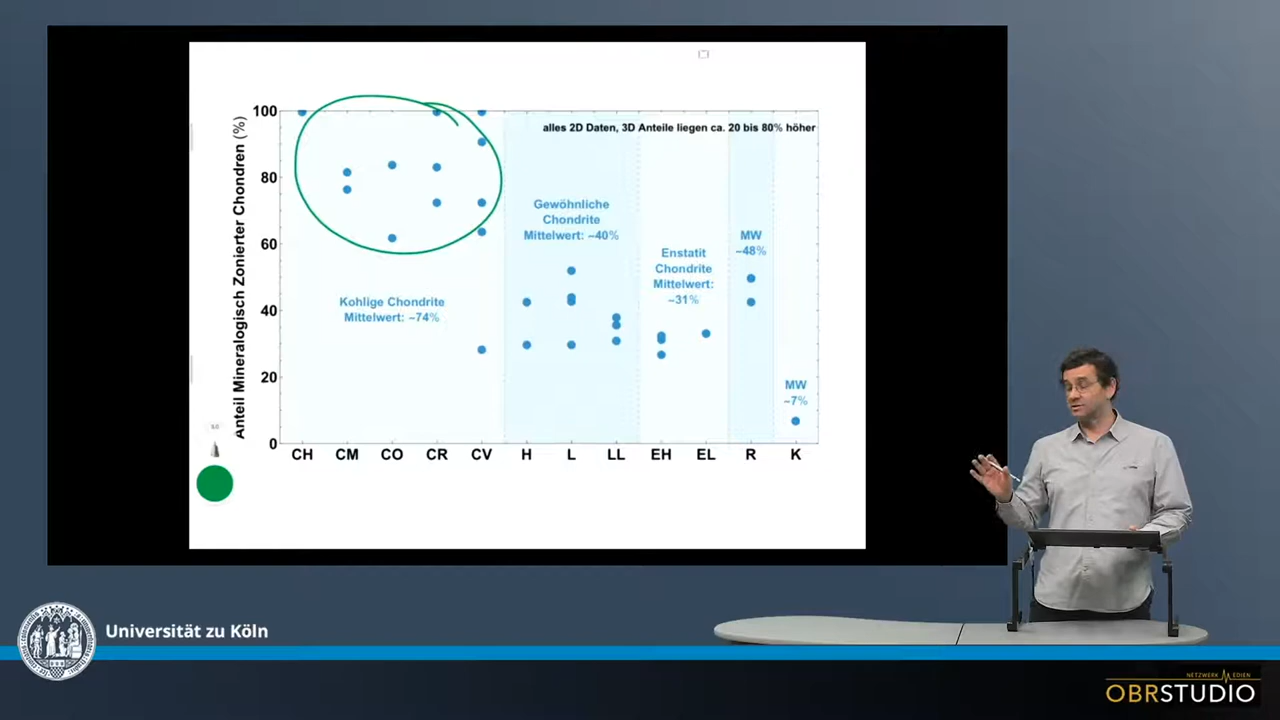 100
80
60
40
20
0
Anteil Mineralogisch Zonierter Chondren (%)
alles 2D Daten, 3D Anteile liegen ca. 20 bis 80% höher
Kohlige Chondrite
Mittelwert: ~74%
Gewöhnliche
Chondrite
Mittelwert: ~40%
Enstatit
Chondrite
Mittelwert:
~31%
MW
~48%
MW
~7%
CH CM CO CR CV H L LL EH EL R K
Universität zu Köln
NETZWERK MEDIEN
OBRSTUDIO